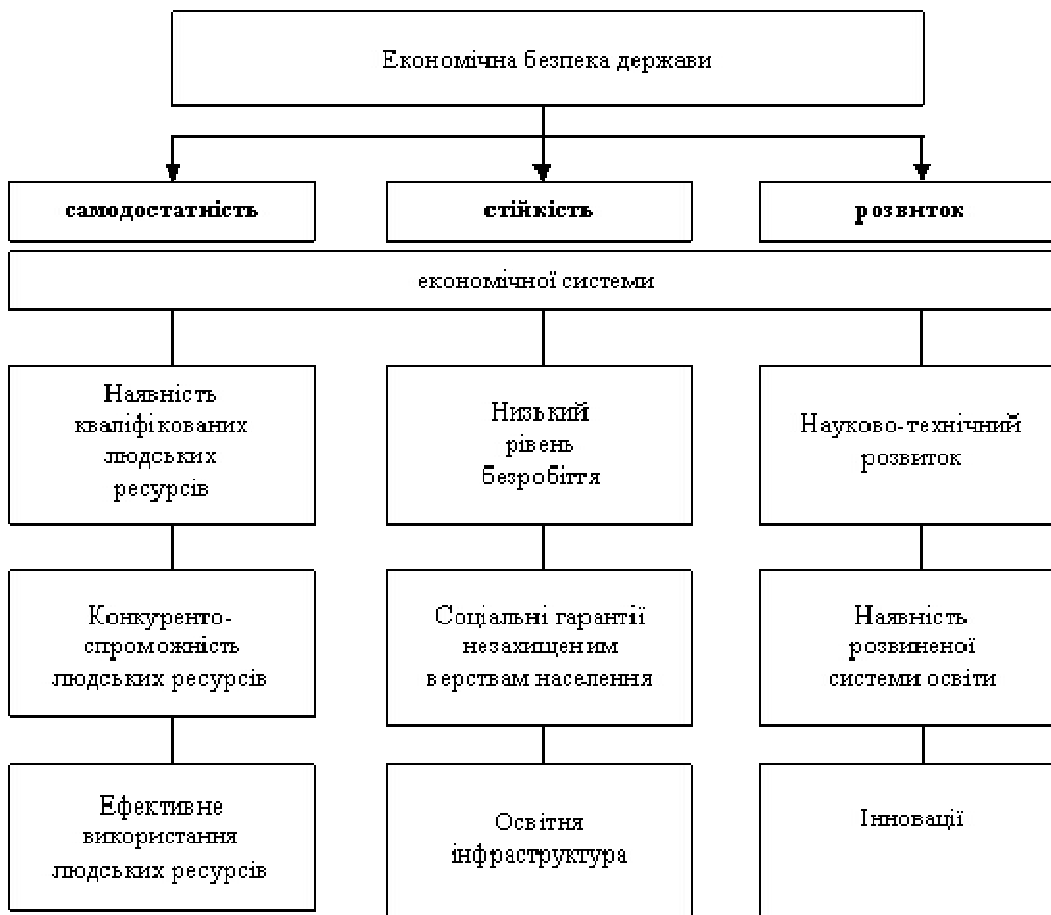 Економічна безпека держави
самодостатність
стійкість
розвиток
економічної системи
Наявність
кваліфікованих
людських
ресурсів
Низький
рівень
безробіття
Науково-технічний
розвиток
Конкуренто-
спроможність
людських ресурсів
Соціальні гарантії
незахищеним
верствам населення
Наявність
розвиненої
системи освіти
Ефективне
використання
людських ресурсів
Освітня
інфраструктура
Інновації